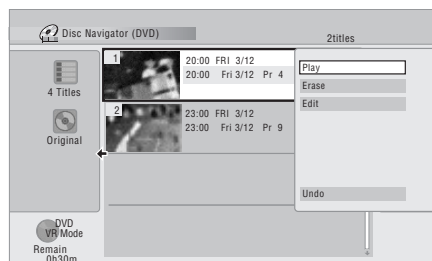 Disc Navigator (DVD)
2titles
4 Titles
Original
1
20:00 FRI 3/12
20:00 Fri 3/12 Pr 4
2
23:00 FRI 3/12
23:00 Fri 3/12 Pr 9
Play
Erase
Edit
Undo
DVD
VR Mode
Remain
0h30m